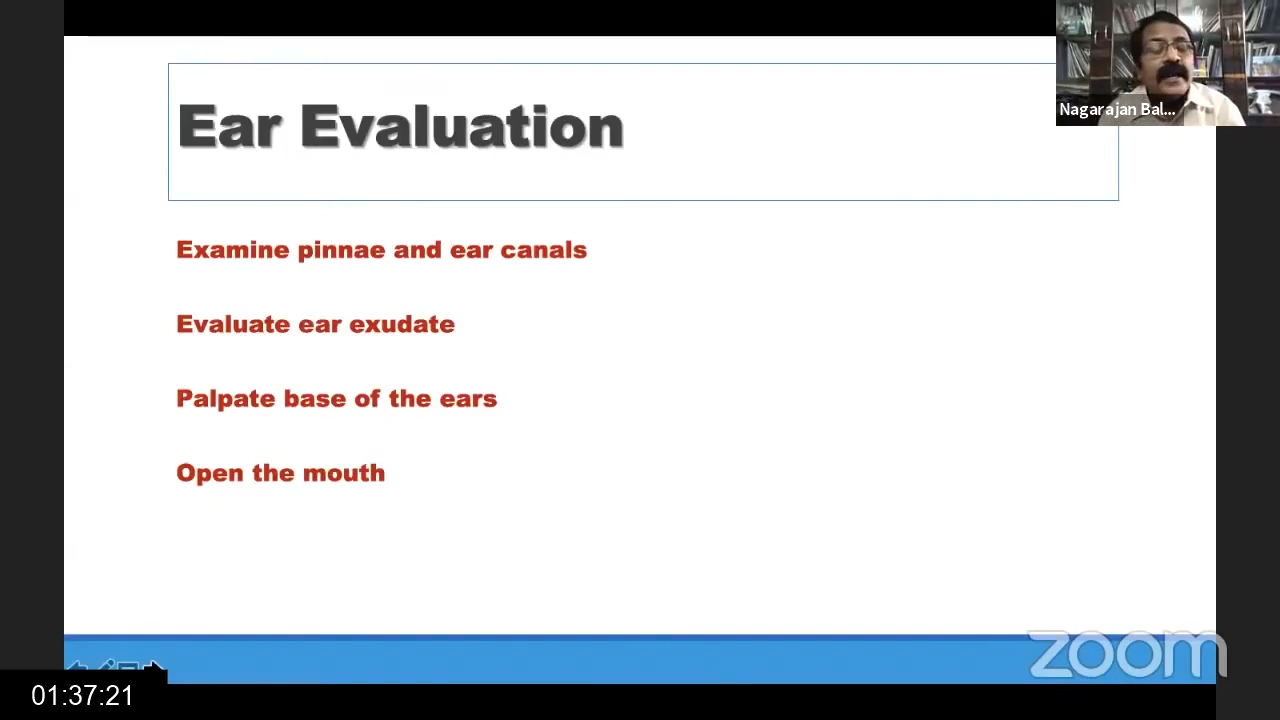 Ear Evaluation
Nagarajan Bal...
Examine pinnae and ear canals
Evaluate ear exudate
Palpate base of the ears
Open the mouth
zoom
01:37:21